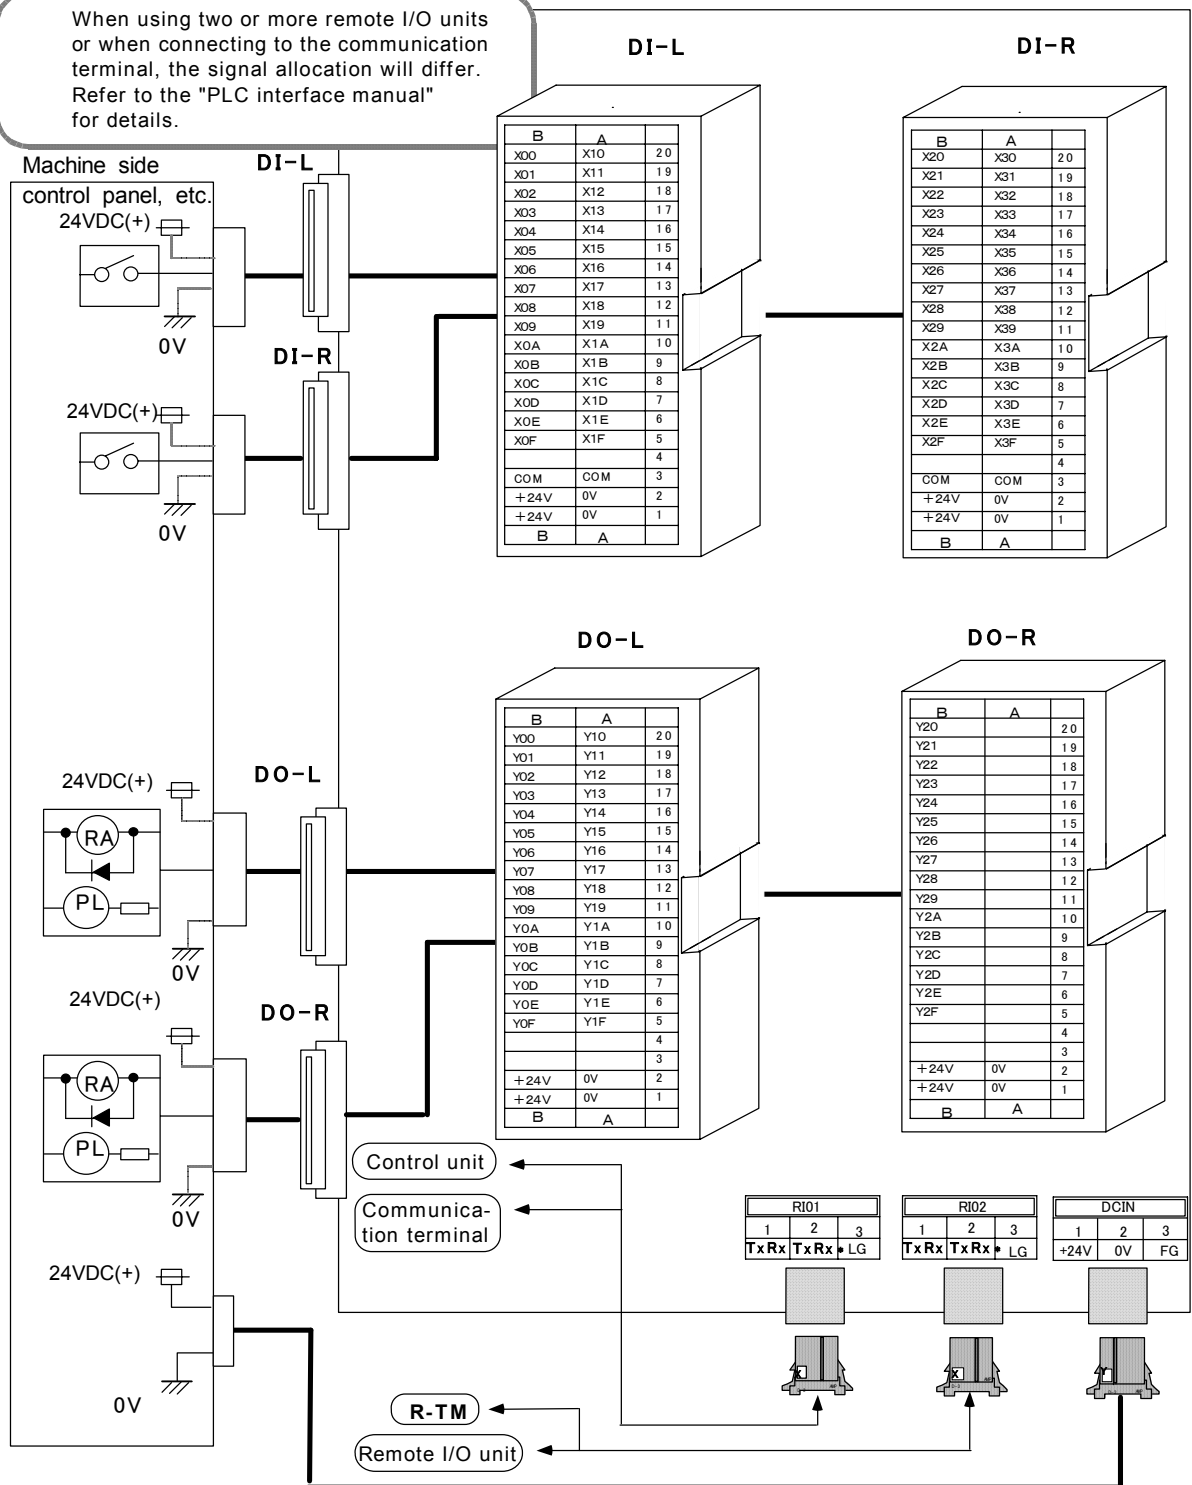 When using two or more remote I/O units
or when connecting to the communication
terminal, the signal allocation will differ.
Refer to the "PLC interface manual"
for details.
Machine side
control panel, etc.
24VDC(+)
0V
24VDC(+)
0V
24VDC(+)
RA
PL
0V
24VDC(+)
RA
PL
0V
24VDC(+)
0V
DI-L
DI-R
DO-L
DO-R
DI-L
B A
X00 X10 20
X01 X11 19
X02 X12 18
X03 X13 17
X04 X14 16
X05 X15 15
X06 X16 14
X07 X17 13
X08 X18 12
X09 X19 11
X0A X1A 10
X0B X1B 9
X0C X1C 8
X0D X1D 7
X0E X1E 6
X0F X1F 5
4
COM COM 3
+24V 0V 2
+24V 0V 1
B A
DI-R
B A
X20 X30 20
X21 X31 19
X22 X32 18
X23 X33 17
X24 X34 16
X25 X35 15
X26 X36 14
X27 X37 13
X28 X38 12
X29 X39 11
X2A X3A 10
X2B X3B 9
X2C X3C 8
X2D X3D 7
X2E X3E 6
X2F X3F 5
4
COM COM 3
+24V 0V 2
+24V 0V 1
B A
DO-L
B A
Y00 Y10 20
Y01 Y11 19
Y02 Y12 18
Y03 Y13 17
Y04 Y14 16
Y05 Y15 15
Y06 Y16 14
Y07 Y17 13
Y08 Y18 12
Y09 Y19 11
Y0A Y1A 10
Y0B Y1B 9
Y0C Y1C 8
Y0D Y1D 7
Y0E Y1E 6
Y0F Y1F 5
4
3
+24V 0V 2
+24V 0V 1
B A
DO-R
B A
Y20 20
Y21 19
Y22 18
Y23 17
Y24 16
Y25 15
Y26 14
Y27 13
Y28 12
Y29 11
Y2A 10
Y2B 9
Y2C 8
Y2D 7
Y2E 6
Y2F 5
4
3
+24V 0V 2
+24V 0V 1
B A
Control unit
Communica-
tion terminal
RIO1
1 2 3
TxRx TxRx* LG
RIO2
1 2 3
TxRx TxRx* LG
DCIN
1 2 3
+24V 0V FG
X
X
Y
R-TM
Remote I/O unit